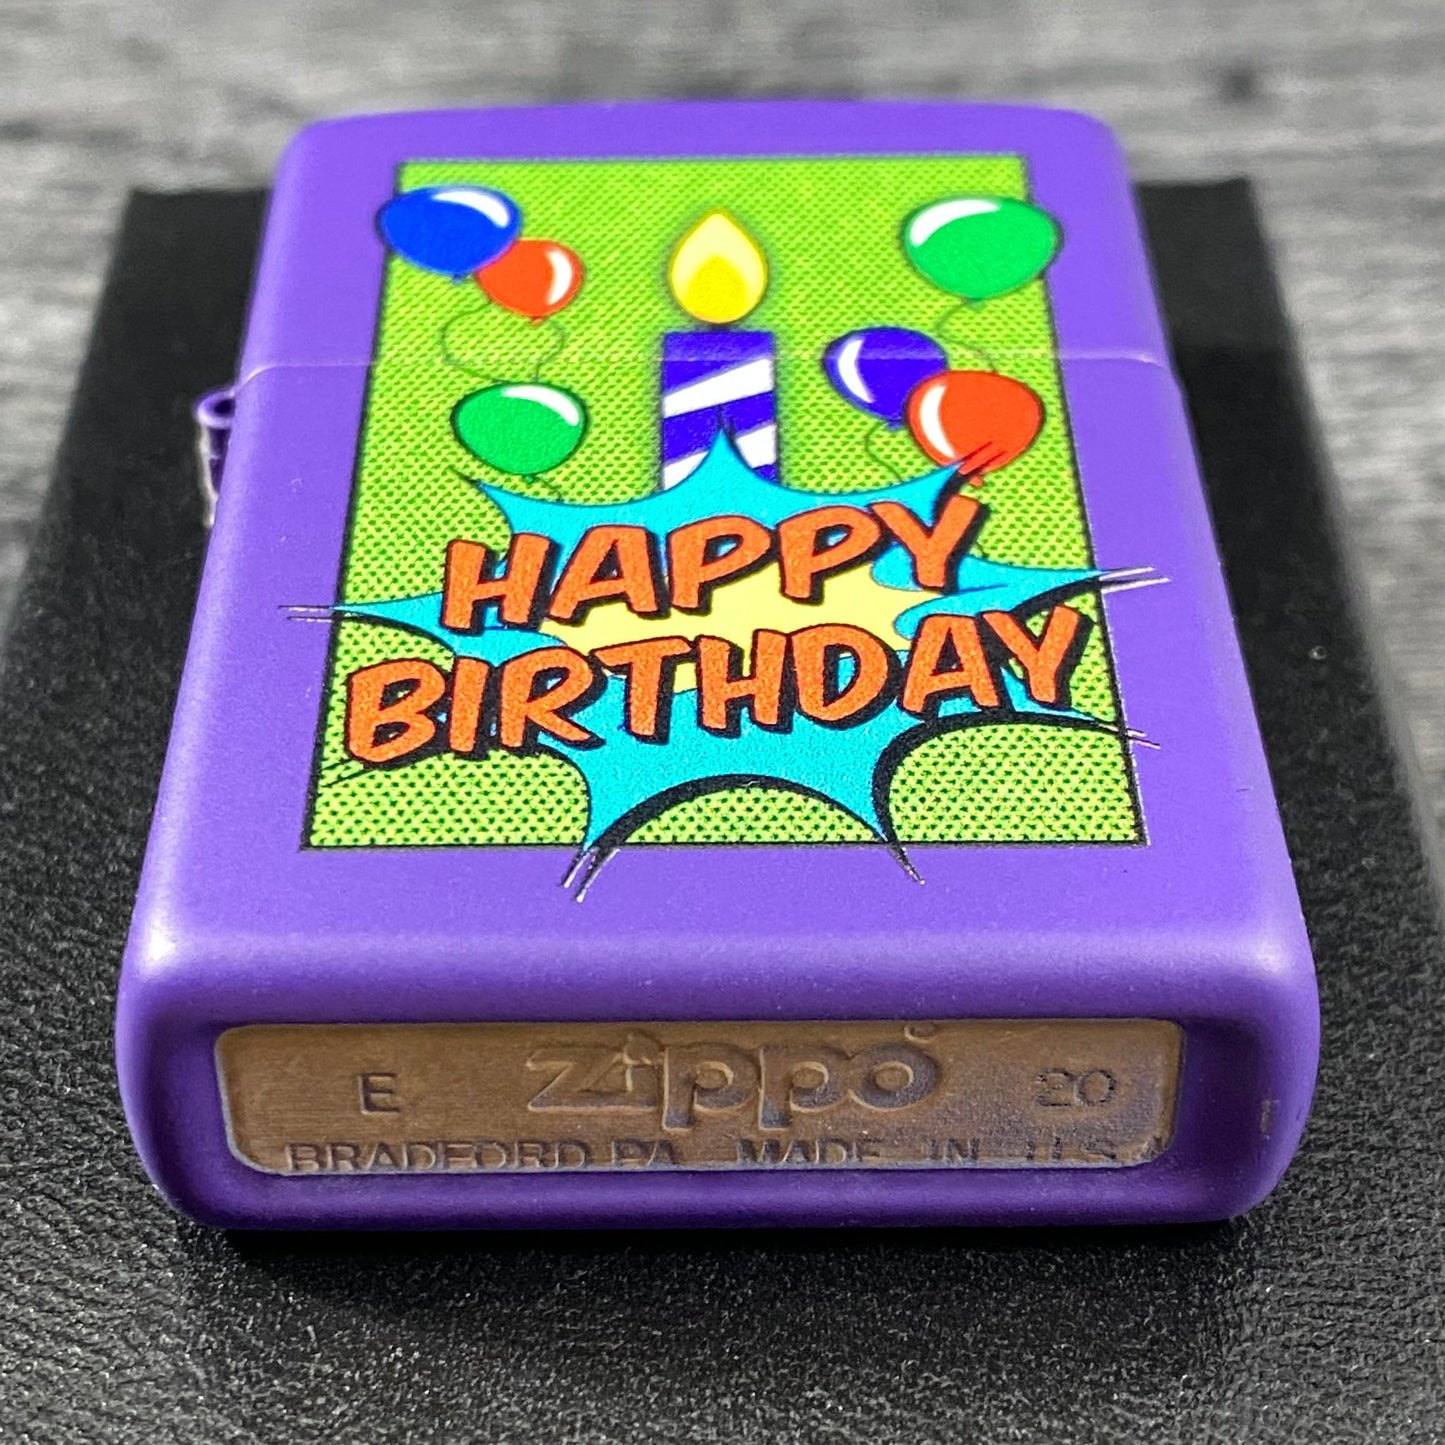 HAPPY
BIRTHDAY
E zippo® 20
BRADFORD PA MADE IN U.S.